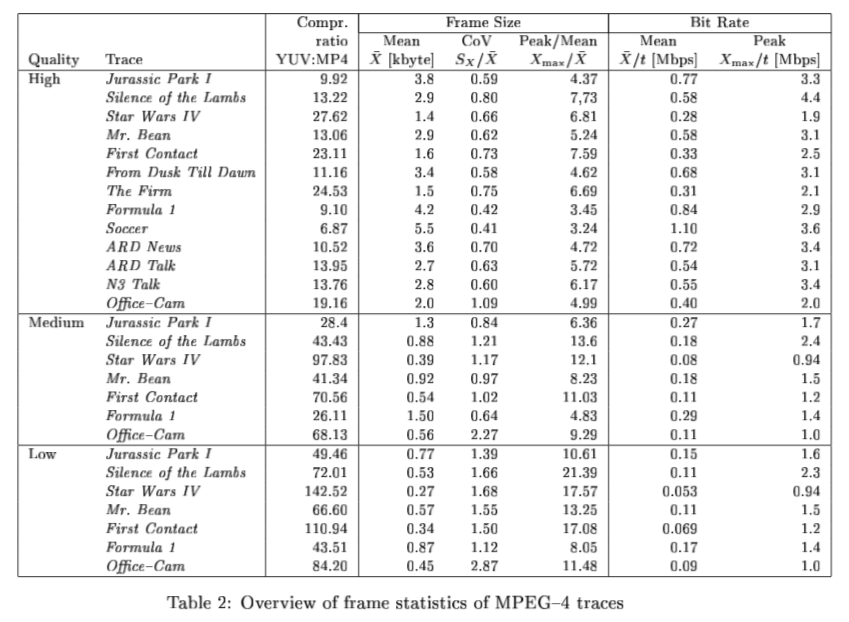 Compr. Frame Size Bit Rate
ratio Mean CoV Peak/Mean Mean Peak
Quality Trace YUV:MP4 X̄ [kbyte] S_X/X̄ X_max/X̄ X̄/t [Mbps] X_max/t [Mbps]
High Jurassic Park I 9.92 3.8 0.59 4.37 0.77 3.3
Silence of the Lambs 13.22 2.9 0.80 7,73 0.58 4.4
Star Wars IV 27.62 1.4 0.66 6.81 0.28 1.9
Mr. Bean 13.06 2.9 0.62 5.24 0.58 3.1
First Contact 23.11 1.6 0.73 7.59 0.33 2.5
From Dusk Till Dawn 11.16 3.4 0.58 4.62 0.68 3.1
The Firm 24.53 1.5 0.75 6.69 0.31 2.1
Formula 1 9.10 4.2 0.42 3.45 0.84 2.9
Soccer 6.87 5.5 0.41 3.24 1.10 3.6
ARD News 10.52 3.6 0.70 4.72 0.72 3.4
ARD Talk 13.95 2.7 0.63 5.72 0.54 3.1
N3 Talk 13.76 2.8 0.60 6.17 0.55 3.4
Office–Cam 19.16 2.0 1.09 4.99 0.40 2.0
Medium Jurassic Park I 28.4 1.3 0.84 6.36 0.27 1.7
Silence of the Lambs 43.43 0.88 1.21 13.6 0.18 2.4
Star Wars IV 97.83 0.39 1.17 12.1 0.08 0.94
Mr. Bean 41.34 0.92 0.97 8.23 0.18 1.5
First Contact 70.56 0.54 1.02 11.03 0.11 1.2
Formula 1 26.11 1.50 0.64 4.83 0.29 1.4
Office–Cam 68.13 0.56 2.27 9.29 0.11 1.0
Low Jurassic Park I 49.46 0.77 1.39 10.61 0.15 1.6
Silence of the Lambs 72.01 0.53 1.66 21.39 0.11 2.3
Star Wars IV 142.52 0.27 1.68 17.57 0.053 0.94
Mr. Bean 66.60 0.57 1.55 13.25 0.11 1.5
First Contact 110.94 0.34 1.50 17.08 0.069 1.2
Formula 1 43.51 0.87 1.12 8.05 0.17 1.4
Office–Cam 84.20 0.45 2.87 11.48 0.09 1.0
Table 2: Overview of frame statistics of MPEG–4 traces